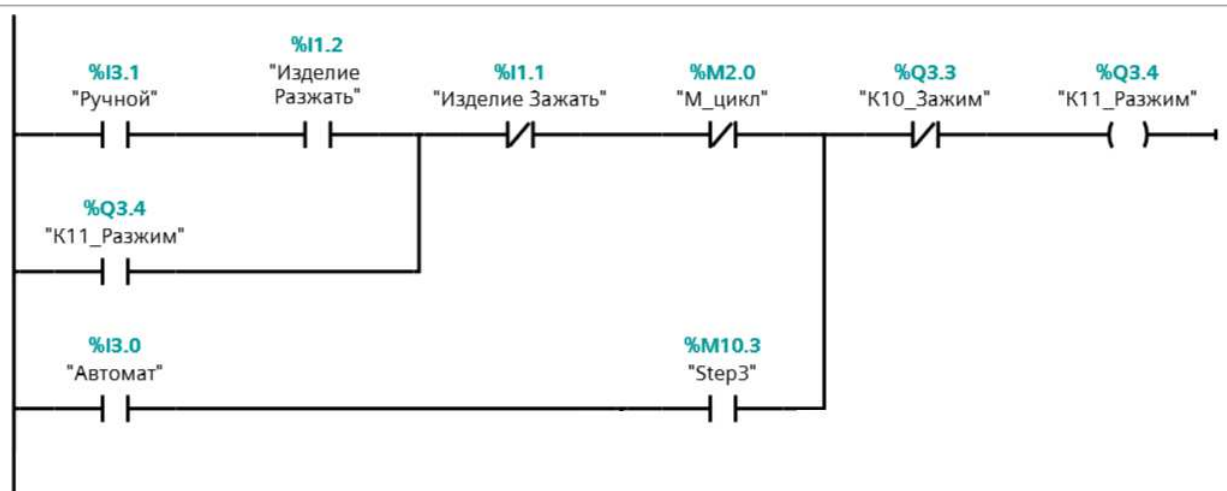 %I3.1
"Ручной"
%I1.2
"Изделие
Разжать"
%I1.1
"Изделие Зажать"
%M2.0
"М_цикл"
%Q3.3
"К10_Зажим"
%Q3.4
"К11_Разжим"
%Q3.4
"К11_Разжим"
%I3.0
"Автомат"
%M10.3
"Step3"